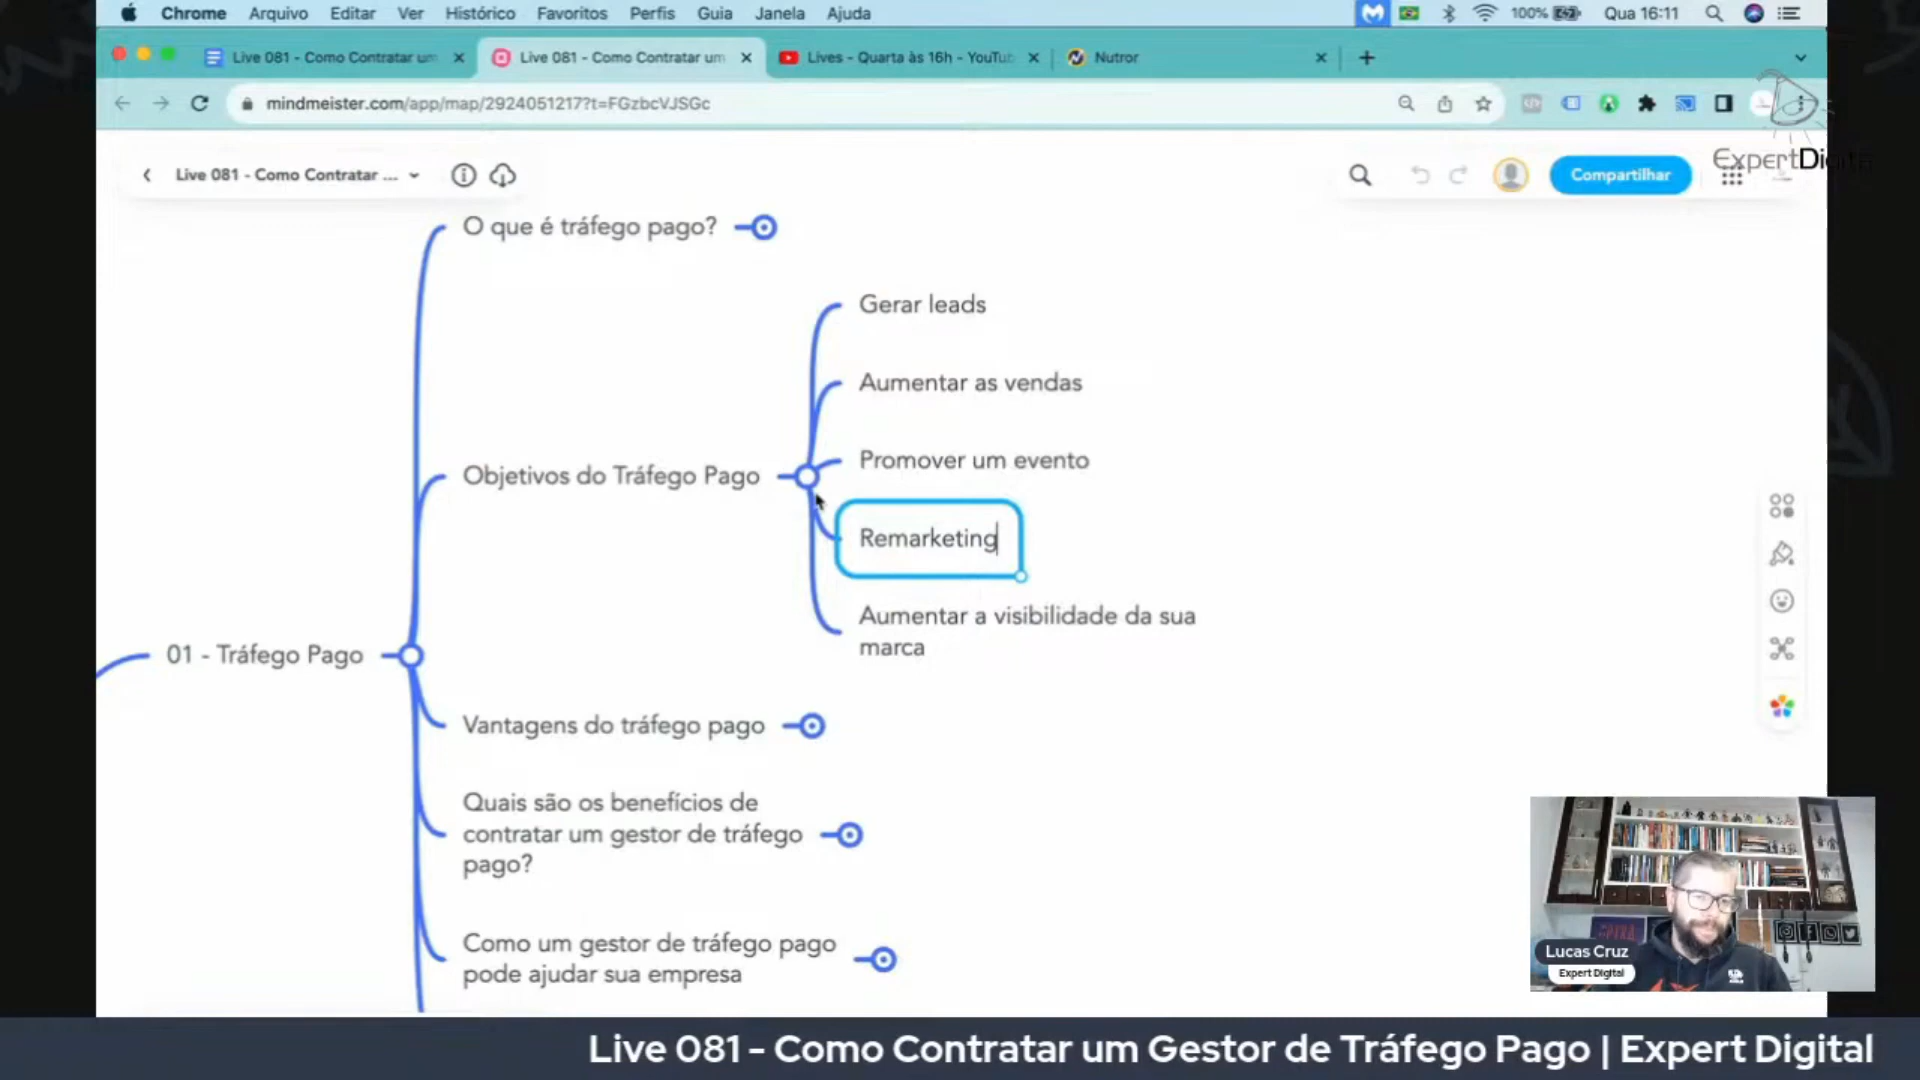 Chrome Arquivo Editar Ver Histórico Favoritos Perfis Guia Janela Ajuda 100% Qua 16:11
Live 081 - Como Contratar um
Live 081 - Como Contratar um
Lives - Quarta às 16h - YouTub
Nutror
mindmeister.com/app/map/2924051217?t=FGzbcVJSGc
Live 081 - Como Contratar ...
Compartilhar
O que é tráfego pago?
Gerar leads
Aumentar as vendas
Objetivos do Tráfego Pago
Promover um evento
Remarketing
Aumentar a visibilidade da sua
marca
01 - Tráfego Pago
Vantagens do tráfego pago
Quais são os benefícios de
contratar um gestor de tráfego
pago?
Como um gestor de tráfego pago
pode ajudar sua empresa
Lucas Cruz
Expert Digital
Live 081 - Como Contratar um Gestor de Tráfego Pago | Expert Digital